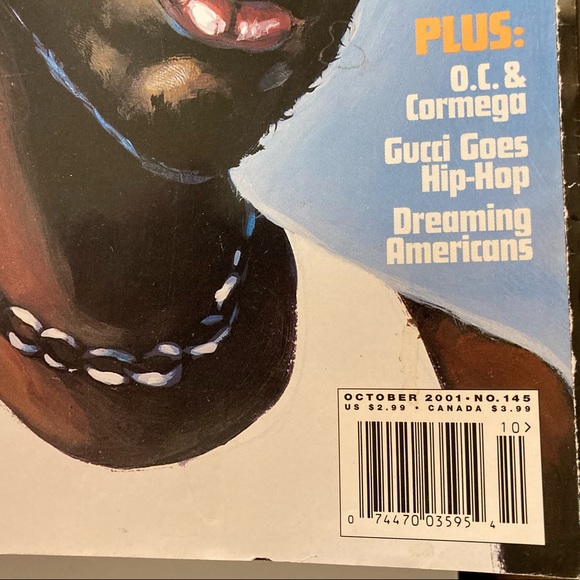 PLUS:
O.C. &
Cormega
Gucci Goes
Hip-Hop
Dreaming
Americans
OCTOBER 2001 • NO. 145
US $2.99 • CANADA $3.99
10>
0 74470 03595 4